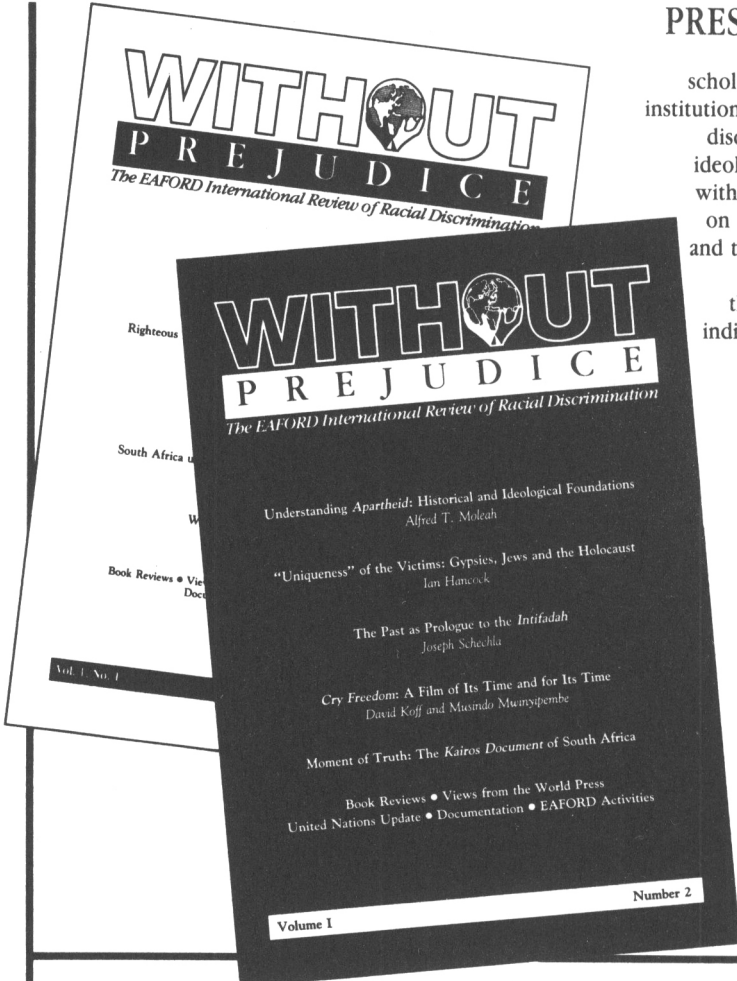 PRES
schol
institution
disc
ideol
with
on
and t
t
indi
WITHOUT
PREJUDICE
The EAFORD International Review of Racial Discrimination
Righteous
South Africa u
W
Book Reviews • Vie
Docu
Vol. 1, No. 1
WITHOUT
PREJUDICE
The EAFORD International Review of Racial Discrimination
Understanding Apartheid: Historical and Ideological Foundations
Alfred T. Moleah
“Uniqueness” of the Victims: Gypsies, Jews and the Holocaust
Ian Hancock
The Past as Prologue to the Intifadah
Joseph Schechla
Cry Freedom: A Film of Its Time and for Its Time
David Koff and Musindo Mwinyipembe
Moment of Truth: The Kairos Document of South Africa
Book Reviews • Views from the World Press
United Nations Update • Documentation • EAFORD Activities
Volume I
Number 2